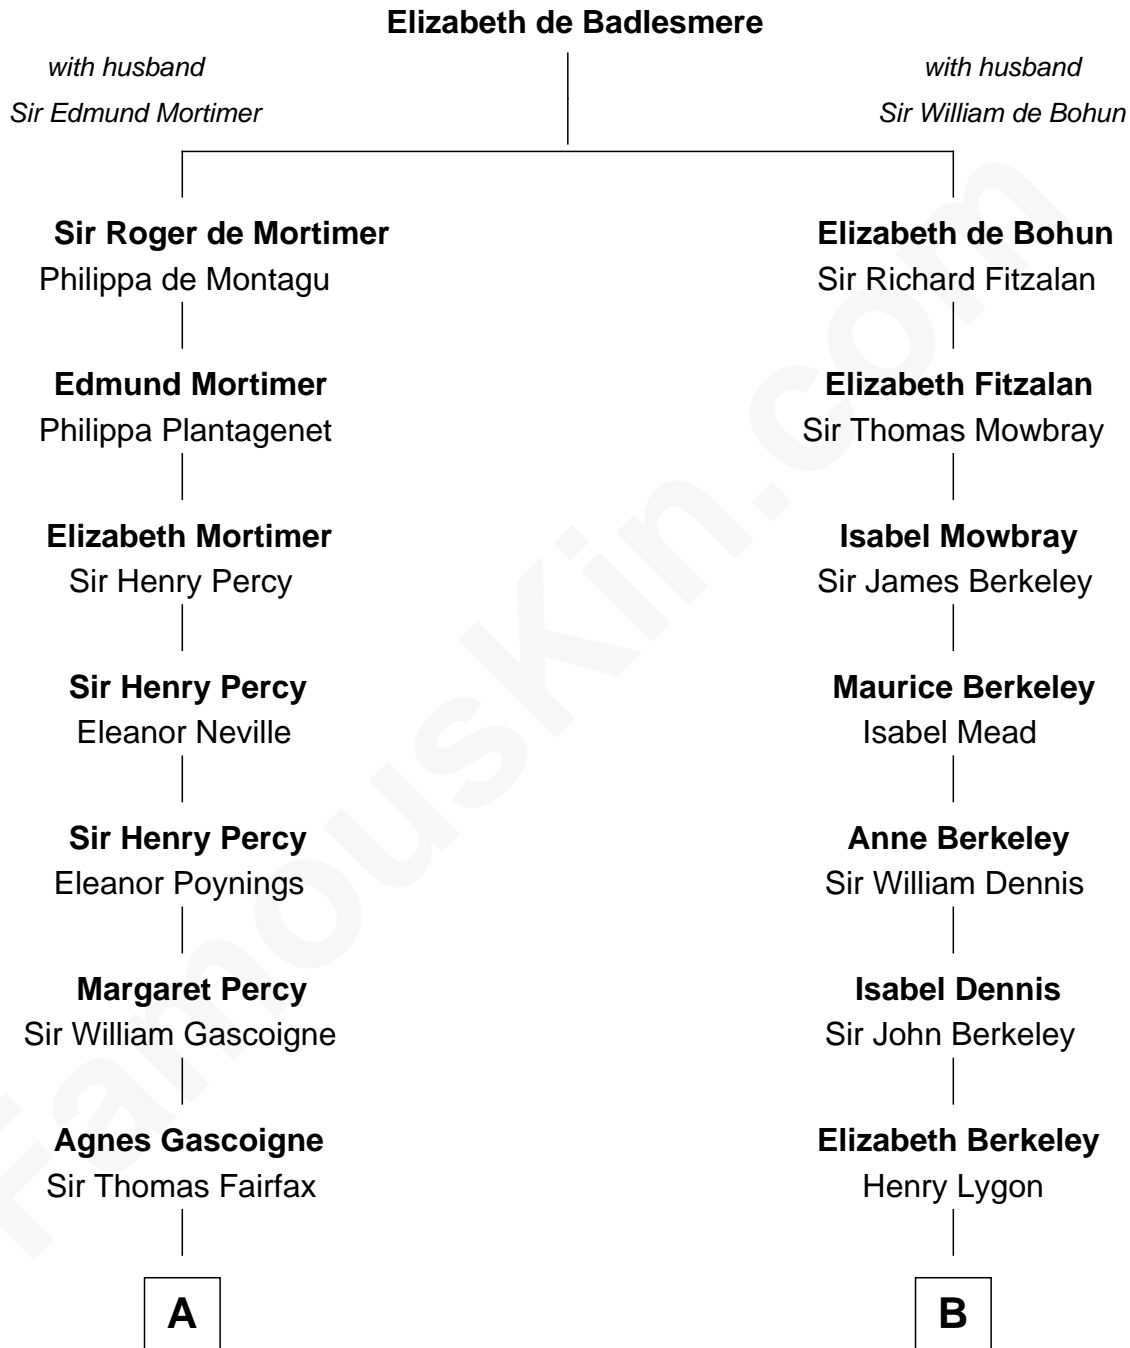 Elizabeth de Badlesmere
with husband
Sir Edmund Mortimer
with husband
Sir William de Bohun
Sir Roger de Mortimer
Philippa de Montagu
Elizabeth de Bohun
Sir Richard Fitzalan
Edmund Mortimer
Philippa Plantagenet
Elizabeth Fitzalan
Sir Thomas Mowbray
Elizabeth Mortimer
Sir Henry Percy
Isabel Mowbray
Sir James Berkeley
Sir Henry Percy
Eleanor Neville
Maurice Berkeley
Isabel Mead
Sir Henry Percy
Eleanor Poynings
Anne Berkeley
Sir William Dennis
Margaret Percy
Sir William Gascoigne
Isabel Dennis
Sir John Berkeley
Agnes Gascoigne
Sir Thomas Fairfax
Elizabeth Berkeley
Henry Lygon
A
B
FamousKin.com